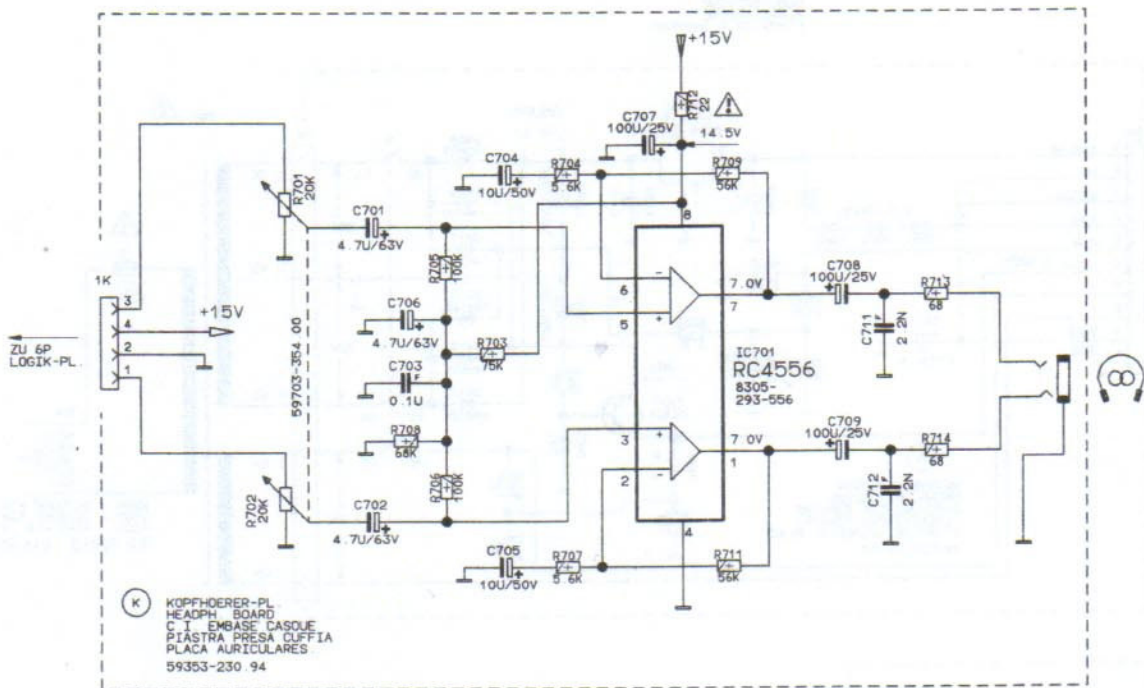 +15V
R712
22
C707
100U/25V
14.5V
C704
10U/50V
R704
5.6K
R709
56K
8
R701
20K
C701
4.7U/63V
R705
100K
C706
4.7U/63V
R703
75K
C703
0.1U
R708
68K
R706
100K
1K
3
4
2
1
+15V
ZU 6P
LOGIK-PL.
59703-354.00
6
5
-
+
7.0V
7
IC701
RC4556
8305-
293-556
3
2
+
-
7.0V
1
4
C708
100U/25V
R713
68
C711
2.2N
C709
100U/25V
R714
68
C712
2.2N
R702
20K
C702
4.7U/63V
C705
10U/50V
R707
5.6K
R711
56K
K
KOPFHOERER-PL.
HEADPH. BOARD
C.I. EMBASE CASQUE
PIASTRA PRESA CUFFIA
PLACA AURICULARES
59353-230.94